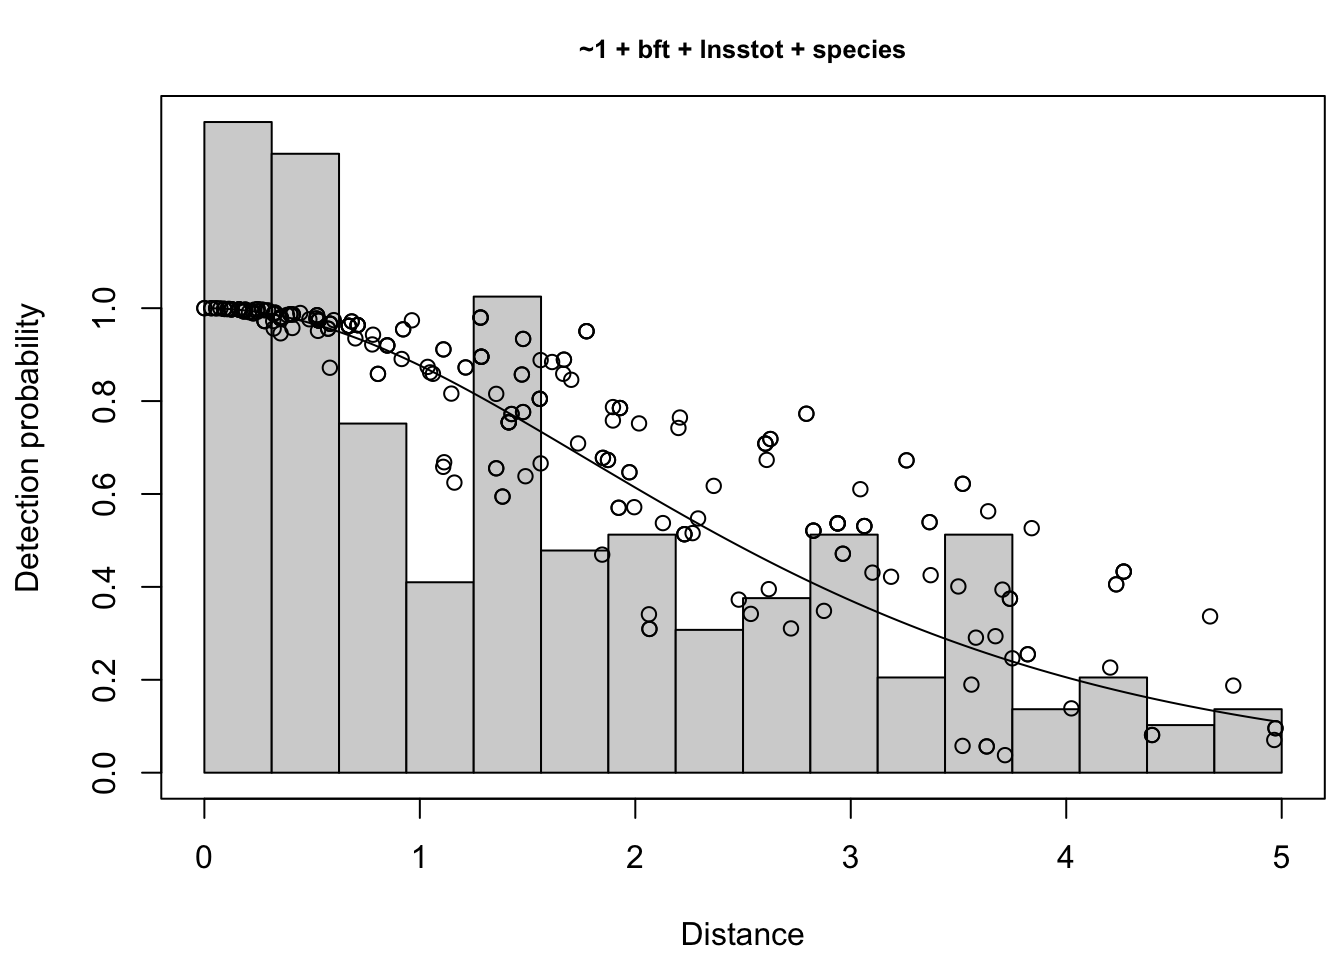 ~1 + bft + lnsstot + species
Detection probability
1.0
0.8
0.6
0.4
0.2
0.0
0 1 2 3 4 5
Distance